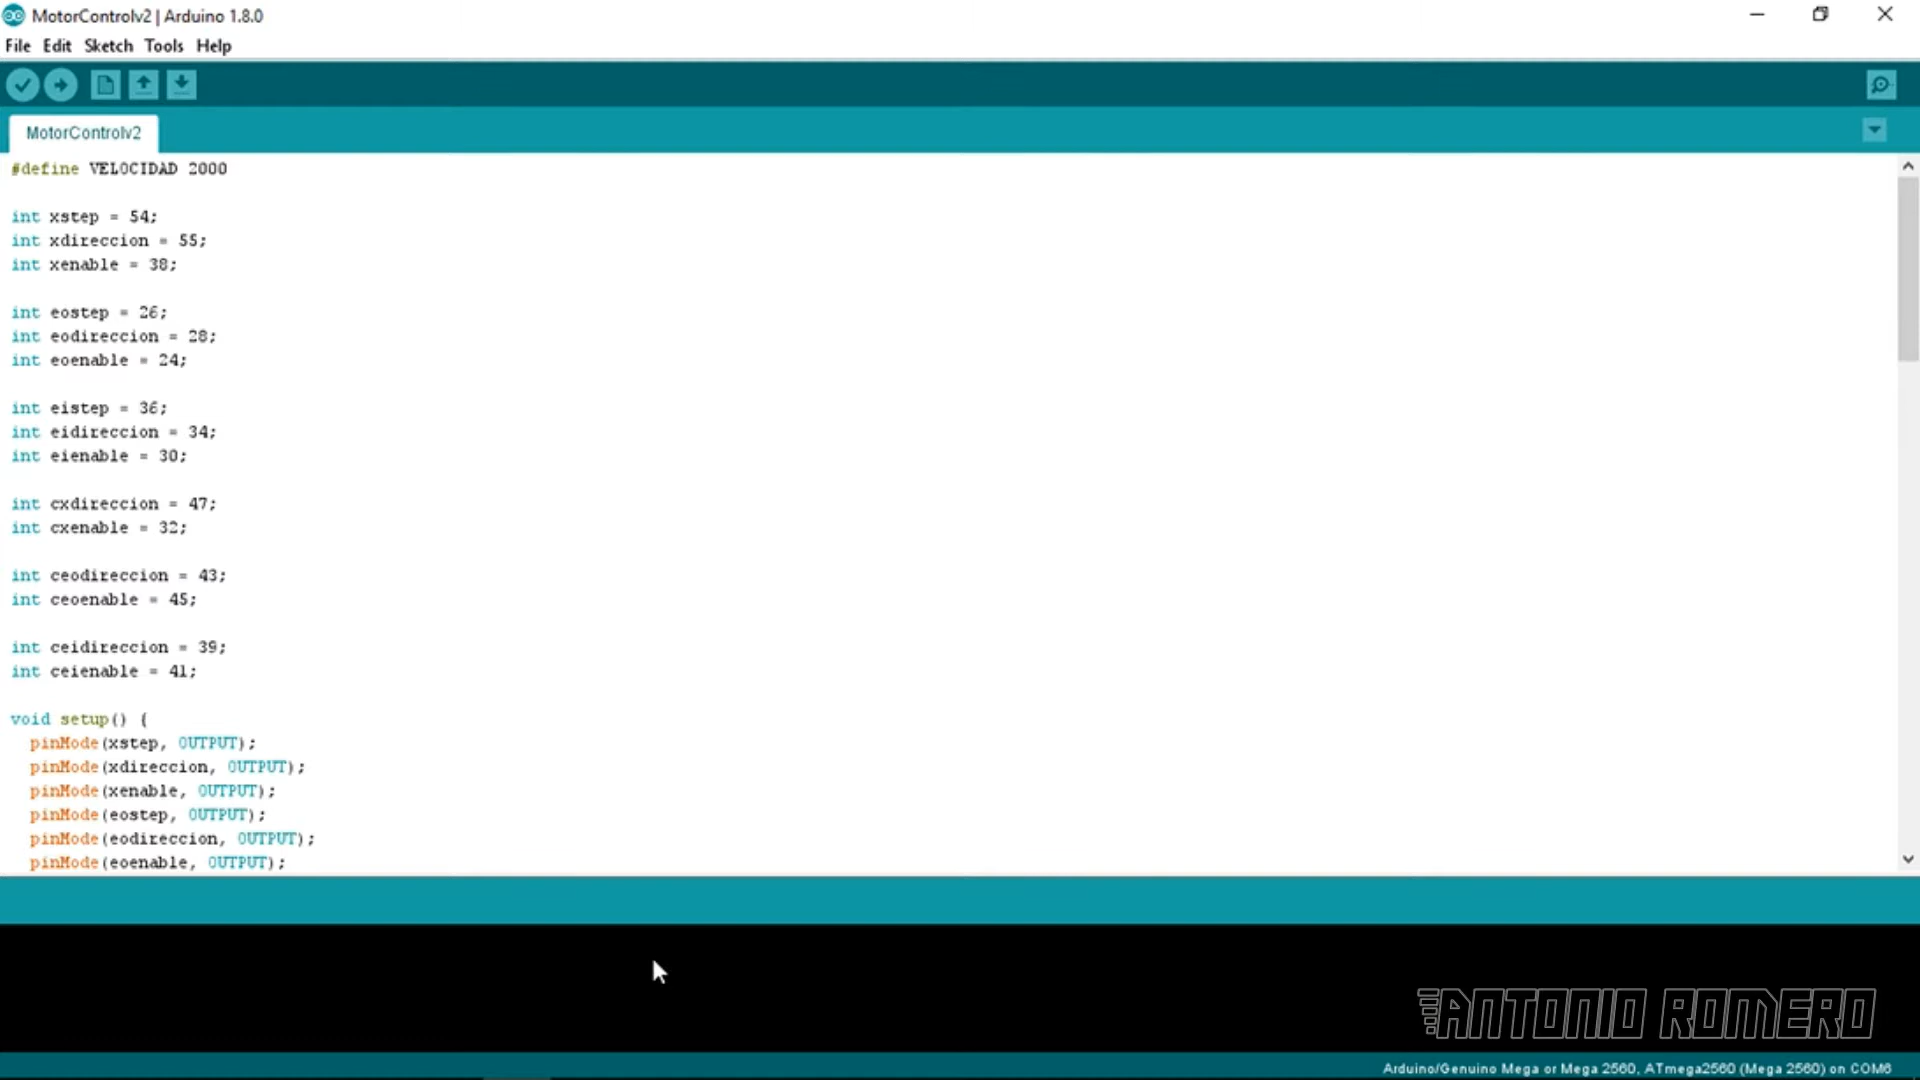 MotorControlv2 | Arduino 1.8.0
File Edit Sketch Tools Help
MotorControlv2
#define VELOCIDAD 2000
int xstep = 54;
int xdireccion = 55;
int xenable = 38;
int eostep = 26;
int eodireccion = 28;
int eoenable = 24;
int eistep = 36;
int eidireccion = 34;
int eienable = 30;
int cxdireccion = 47;
int cxenable = 32;
int ceodireccion = 43;
int ceoenable = 45;
int ceidireccion = 39;
int ceienable = 41;
void setup() {
pinMode(xstep, OUTPUT);
pinMode(xdireccion, OUTPUT);
pinMode(xenable, OUTPUT);
pinMode(eostep, OUTPUT);
pinMode(eodireccion, OUTPUT);
pinMode(eoenable, OUTPUT);
ANTONIO ROMERO
Arduino/Genuino Mega or Mega 2560, ATmega2560 (Mega 2560) on COM6